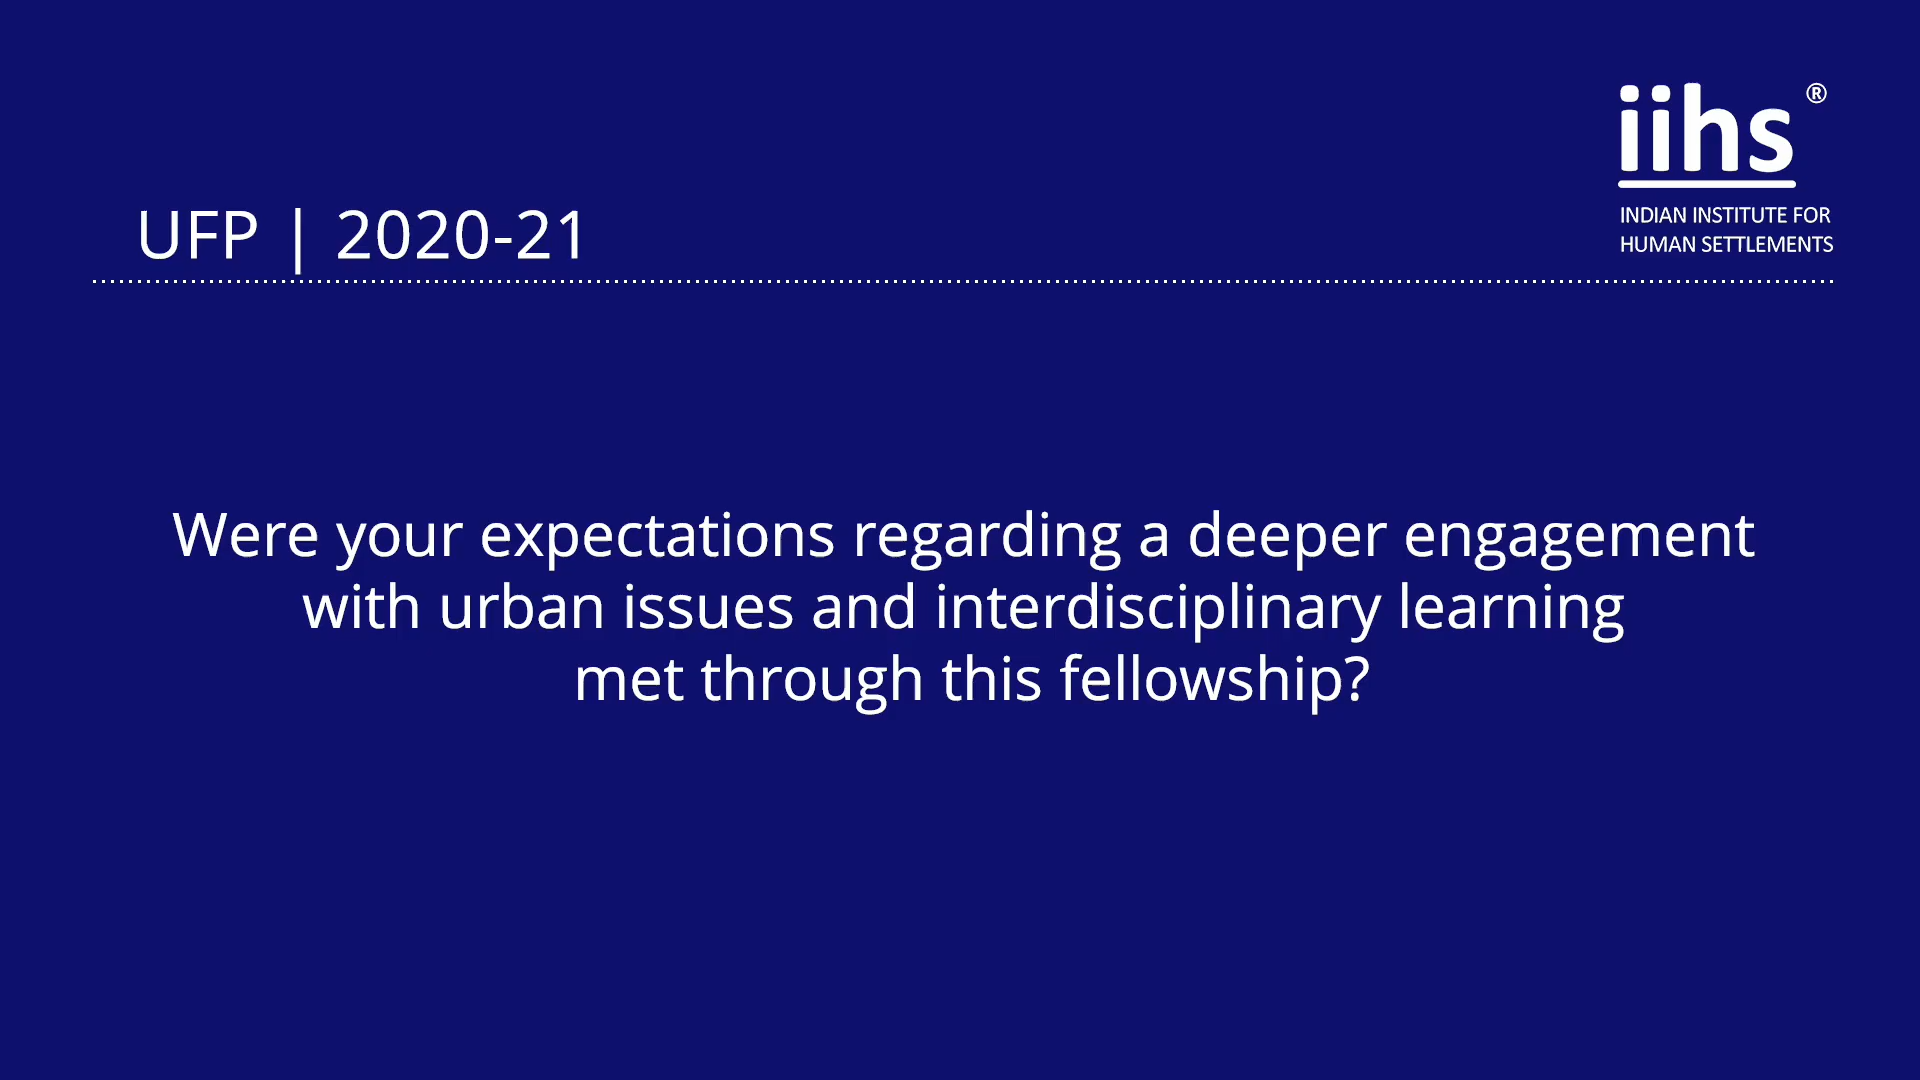 iihs®
INDIAN INSTITUTE FOR
HUMAN SETTLEMENTS
UFP | 2020-21
Were your expectations regarding a deeper engagement
with urban issues and interdisciplinary learning
met through this fellowship?